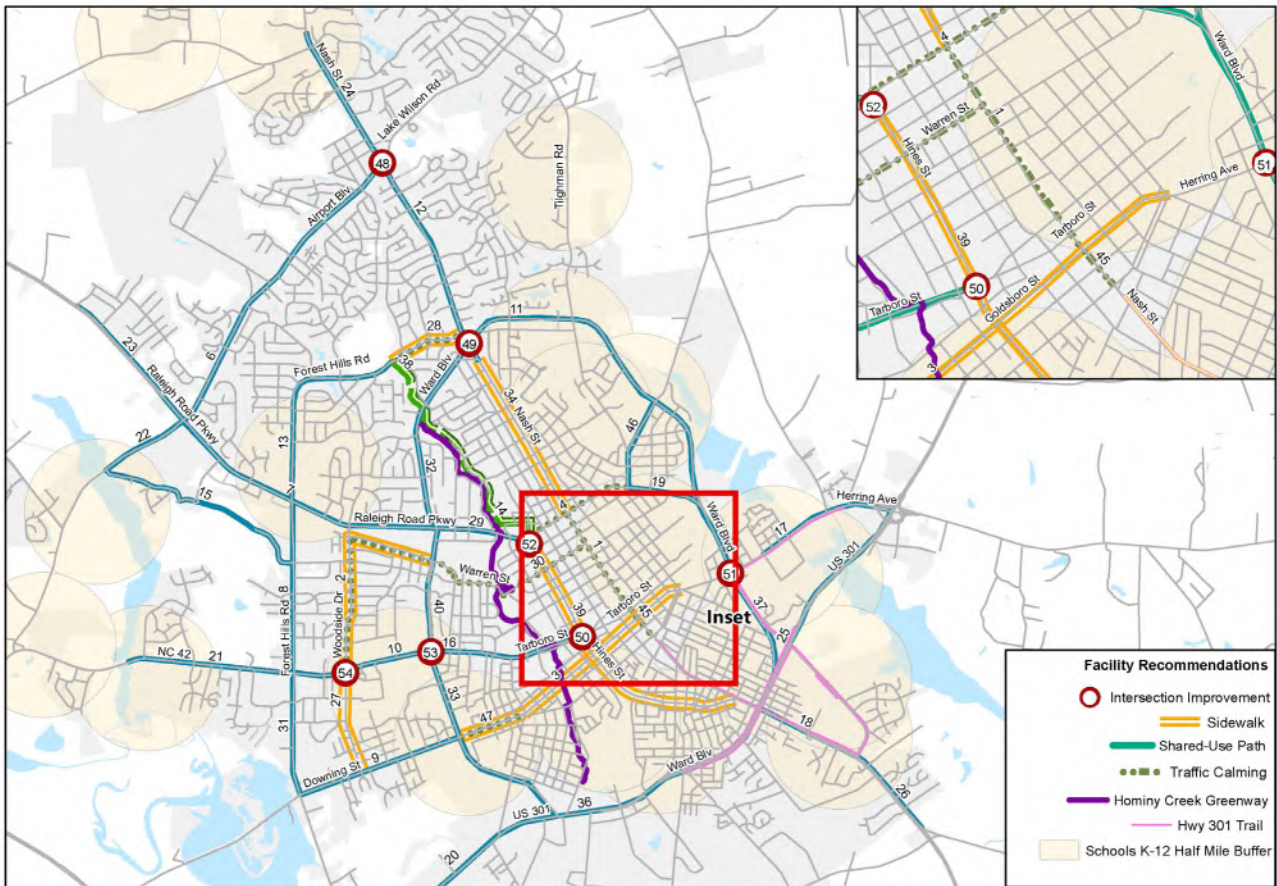 Nash St
24
Lake Wilson Rd
48
Airport Blv
12
Tilghman Rd
6
23
Raleigh Road Pkwy
22
15
7
13
Forest Hills Rd
28
38
49
Ward Blv
11
34
Nash St
46
32
14
4
19
Raleigh Road Pkwy
29
52
39
1
Warren St
Ward Blvd
51
17
Herring Ave
US 301
37
25
Inset
Tarboro St
45
39
50
Hines St
Tarboro St
3
16
40
53
10
54
Woodside Dr
2
Forest Hills Rd
8
NC 42
21
27
31
Downing St
9
47
33
US 301
36
Ward Blv
18
26
20
4
Ward Blvd
52
Warren St
1
51
Herring Ave
Hines St
39
Tarboro St
45
50
Goldsboro St
Tarboro St
Nash St
3
Facility Recommendations
Intersection Improvement
Sidewalk
Shared-Use Path
Traffic Calming
Hominy Creek Greenway
Hwy 301 Trail
Schools K-12 Half Mile Buffer